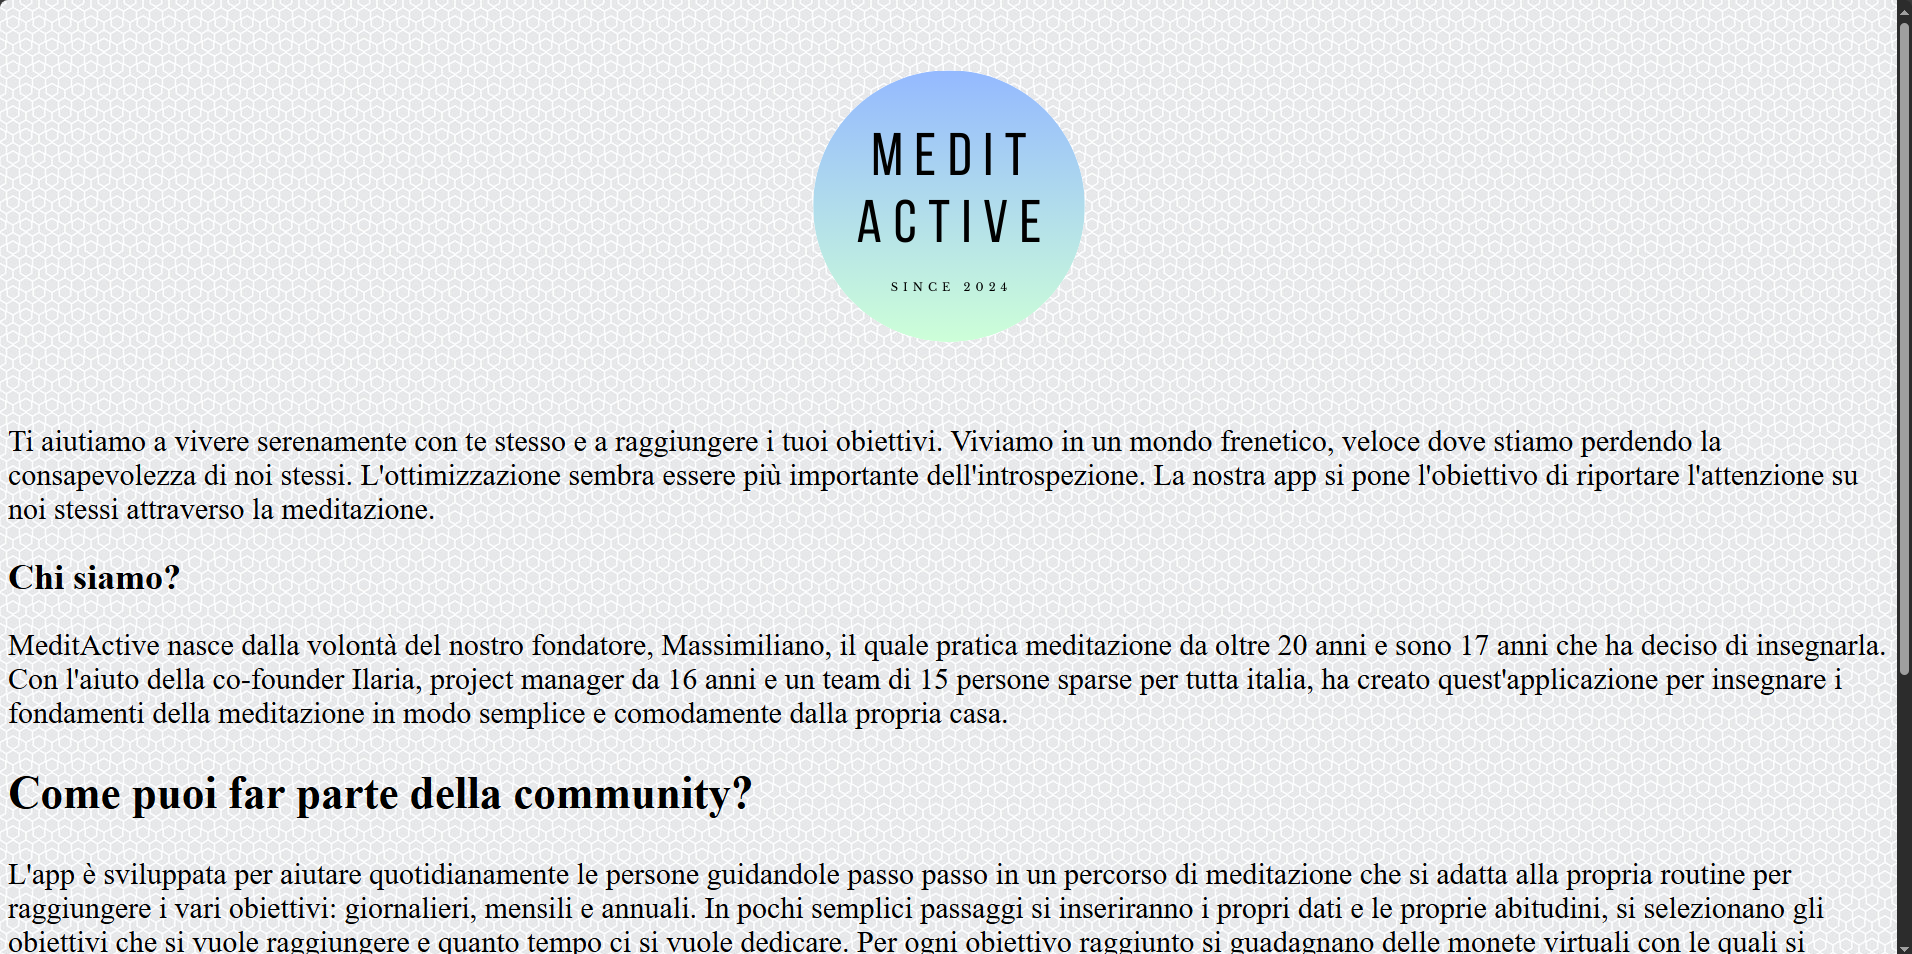 MEDIT
ACTIVE
SINCE 2024
Ti aiutiamo a vivere serenamente con te stesso e a raggiungere i tuoi obiettivi. Viviamo in un mondo frenetico, veloce dove stiamo perdendo la
consapevolezza di noi stessi. L'ottimizzazione sembra essere più importante dell'introspezione. La nostra app si pone l'obiettivo di riportare l'attenzione su
noi stessi attraverso la meditazione.
Chi siamo?
MeditActive nasce dalla volontà del nostro fondatore, Massimiliano, il quale pratica meditazione da oltre 20 anni e sono 17 anni che ha deciso di insegnarla.
Con l'aiuto della co-founder Ilaria, project manager da 16 anni e un team di 15 persone sparse per tutta italia, ha creato quest'applicazione per insegnare i
fondamenti della meditazione in modo semplice e comodamente dalla propria casa.
Come puoi far parte della community?
L'app è sviluppata per aiutare quotidianamente le persone guidandole passo passo in un percorso di meditazione che si adatta alla propria routine per
raggiungere i vari obiettivi: giornalieri, mensili e annuali. In pochi semplici passaggi si inseriranno i propri dati e le proprie abitudini, si selezionano gli
obiettivi che si vuole raggiungere e quanto tempo ci si vuole dedicare. Per ogni obiettivo raggiunto si guadagnano delle monete virtuali con le quali si